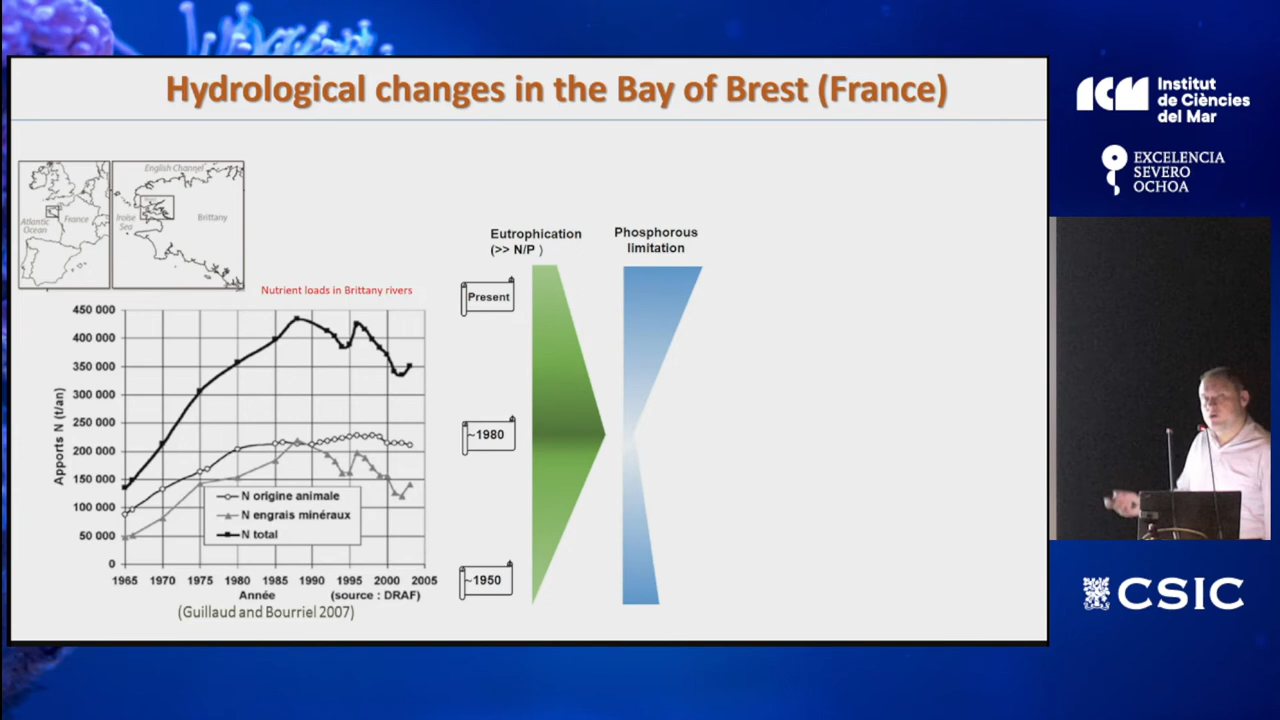 Hydrological changes in the Bay of Brest (France)
Institut
de Ciències
del Mar
ICM
EXCELENCIA
SEVERO
OCHOA
English Channel
Atlantic
Ocean
France
Iroise
Sea
Brittany
Eutrophication
(>> N/P )
Phosphorous
limitation
Nutrient loads in Brittany rivers
Present
~1980
~1950
Apports N (t/an)
450 000
400 000
350 000
300 000
250 000
200 000
150 000
100 000
50 000
0
N origine animale
N engrais minéraux
N total
1965 1970 1975 1980 1985 1990 1995 2000 2005
Année (source : DRAF)
(Guillaud and Bourriel 2007)
CSIC